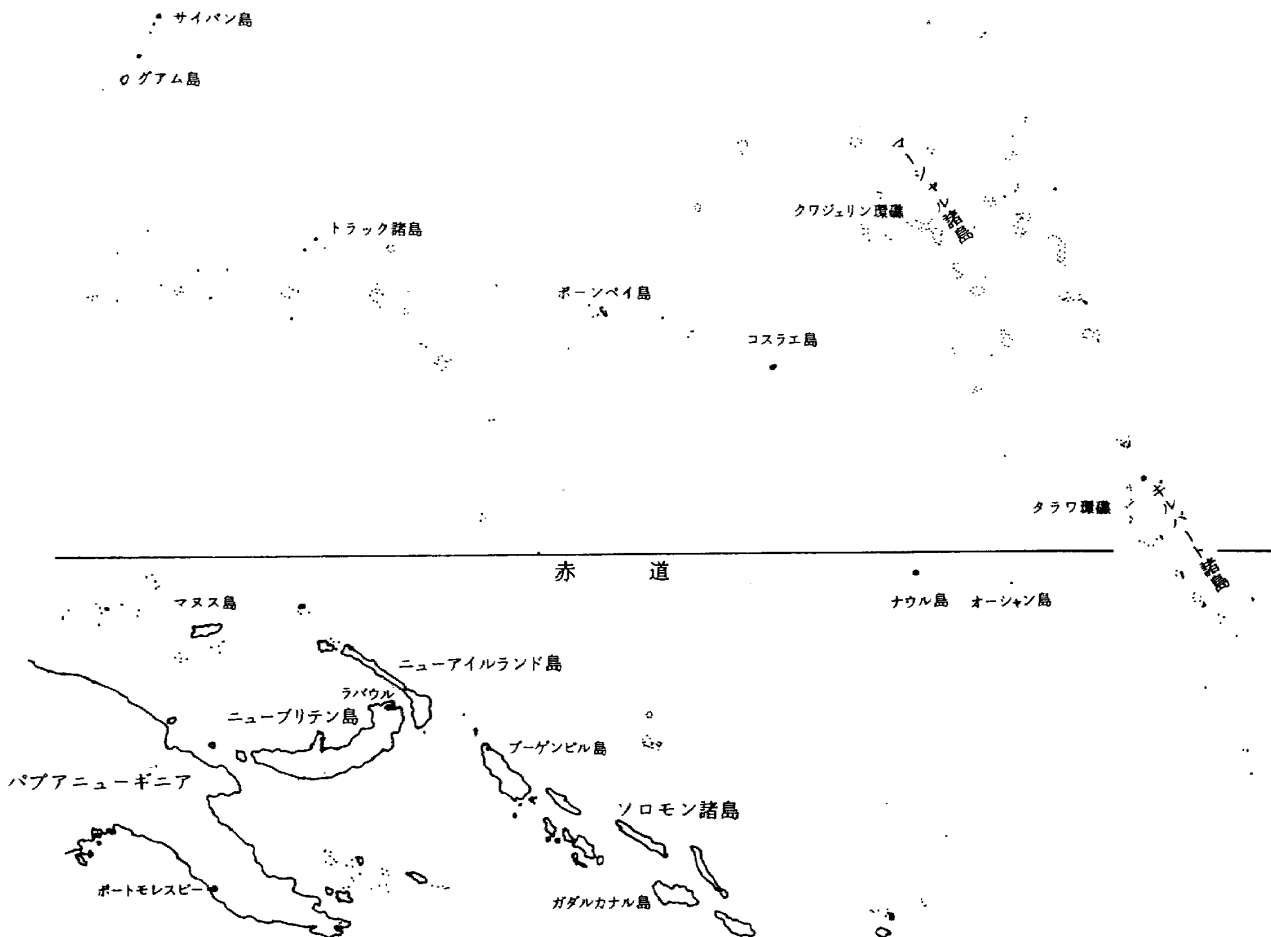 サイパン島
グアム島
マーシャル諸島
クワジェリン環礁
トラック諸島
ポーンペイ島
コスラエ島
タラワ環礁
ギルバート諸島
赤道
マヌス島
ナウル島
オーシャン島
ニューアイルランド島
ラバウル
ニューブリテン島
ブーゲンビル島
パプアニューギニア
ソロモン諸島
ポートモレスビー
ガダルカナル島